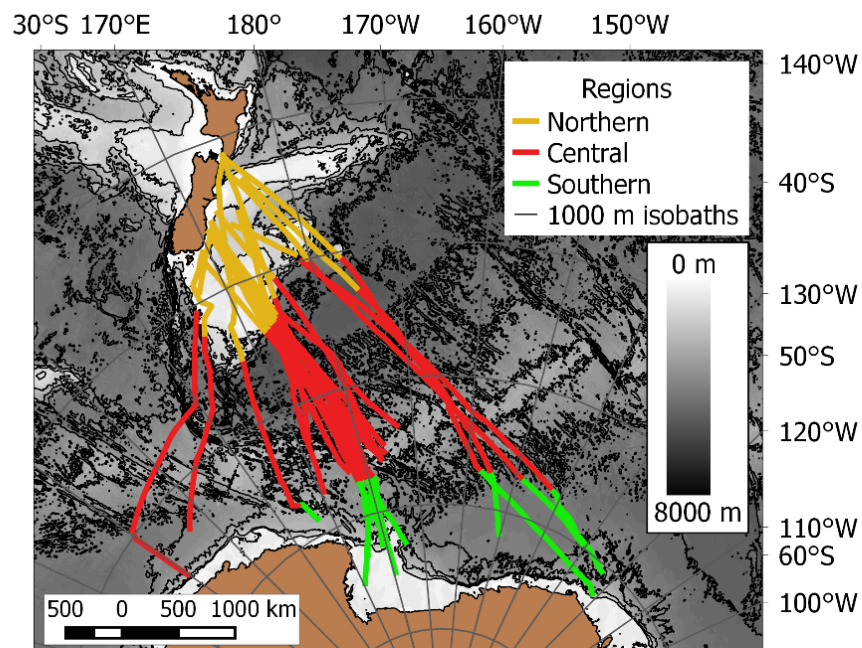 30°S 170°E 180° 170°W 160°W 150°W
140°W
Regions
Northern
Central
Southern
1000 m isobaths
40°S
0 m
130°W
50°S
120°W
8000 m
110°W
60°S
100°W
500 0 500 1000 km